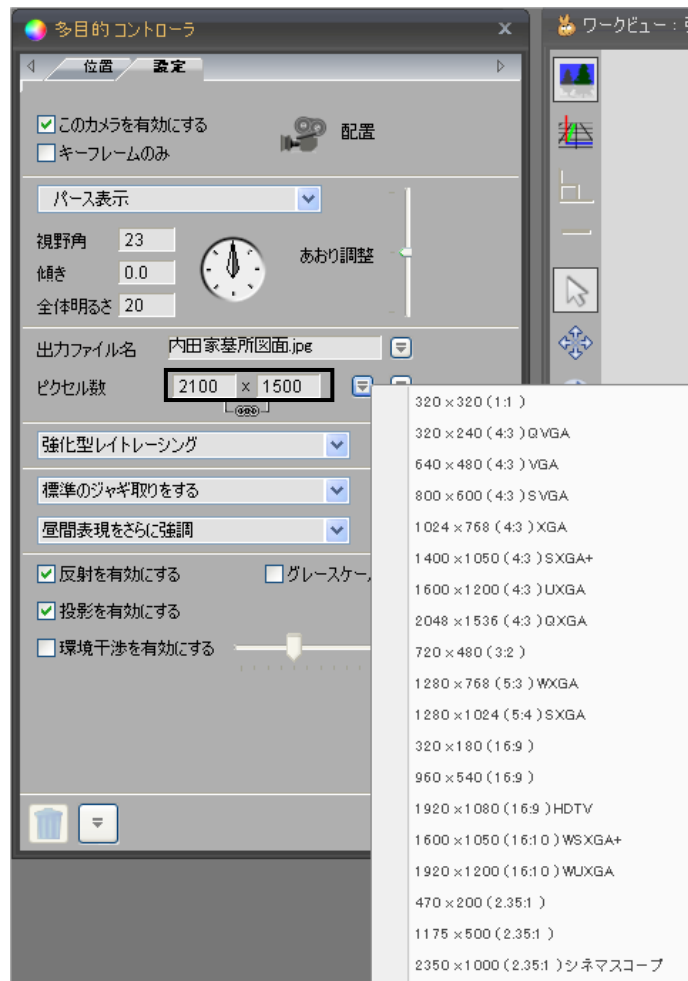 多目的コントローラ
x
ワークビュー：
位置 設定
このカメラを有効にする
キーフレームのみ
配置
パース表示
視野角 23
傾き 0.0
全体明るさ 20
あおり調整
出力ファイル名 内田家墓所図面.jpg
ピクセル数 2100 x 1500
強化型レイトレーシング
標準のジャギ取りをする
昼間表現をさらに強調
反射を有効にする グレースケー
投影を有効にする
環境干渉を有効にする
320×320(1:1)
320×240(4:3)QVGA
640×480(4:3)VGA
800×600(4:3)SVGA
1024×768(4:3)XGA
1400×1050(4:3)SXGA+
1600×1200(4:3)UXGA
2048×1536(4:3)QXGA
720×480(3:2)
1280×768(5:3)WXGA
1280×1024(5:4)SXGA
320×180(16:9)
960×540(16:9)
1920×1080(16:9)HDTV
1600×1050(16:10)WSXGA+
1920×1200(16:10)WUXGA
470×200(2.35:1)
1175×500(2.35:1)
2350×1000(2.35:1)シネマスコープ